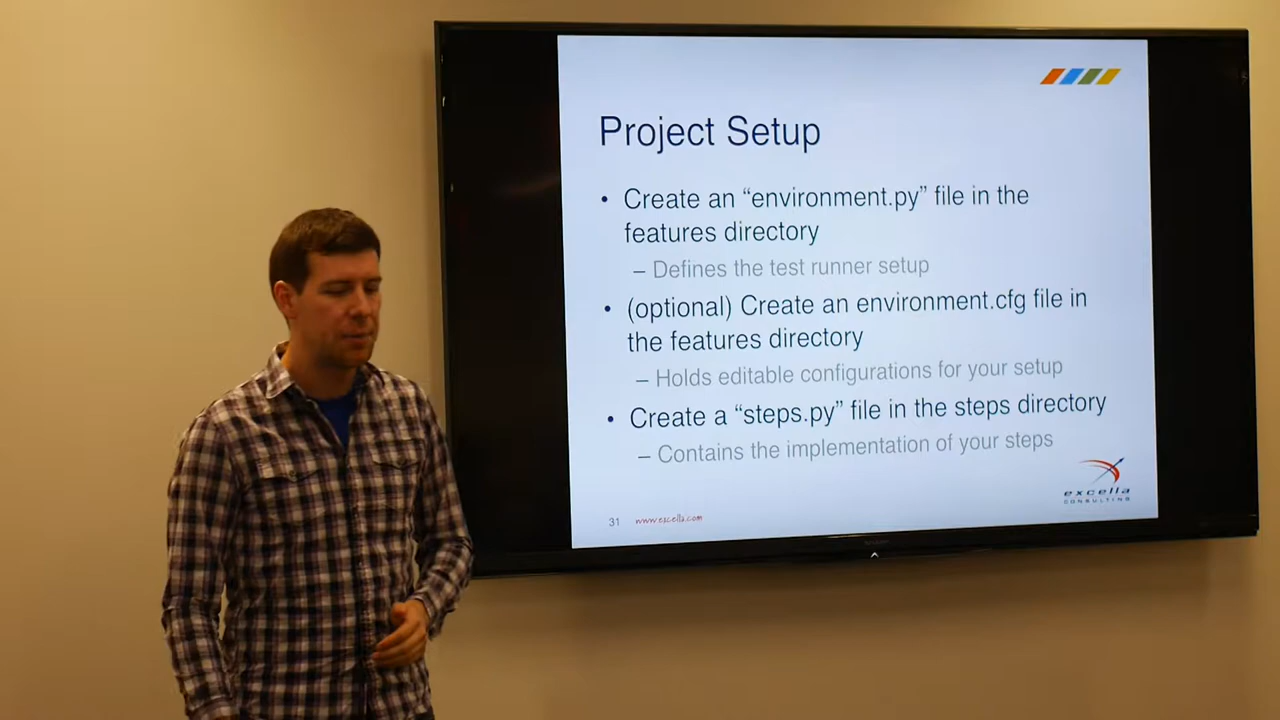 Project Setup
• Create an “environment.py” file in the
features directory
– Defines the test runner setup
• (optional) Create an environment.cfg file in
the features directory
– Holds editable configurations for your setup
• Create a “steps.py” file in the steps directory
– Contains the implementation of your steps
excella
CONSULTING
31 www.excella.com